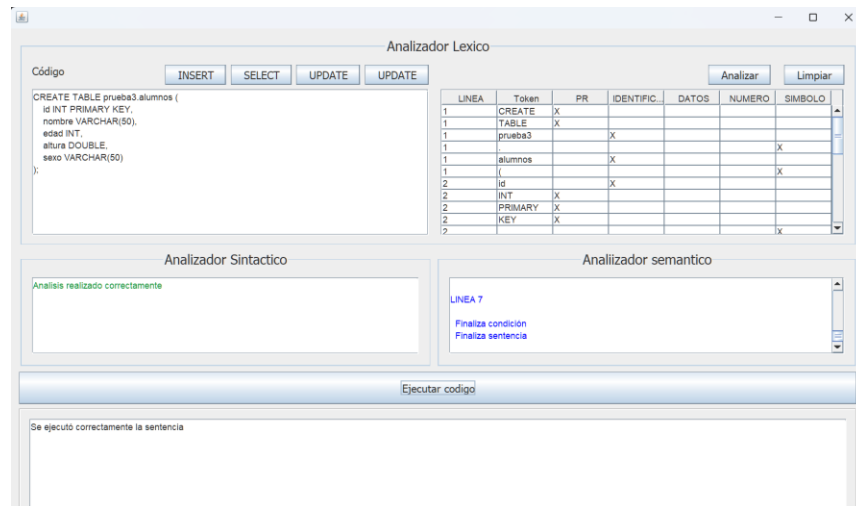 Analizador Lexico
Código
INSERT SELECT UPDATE UPDATE Analizar Limpiar
CREATE TABLE prueba3.alumnos (
id INT PRIMARY KEY,
nombre VARCHAR(50),
edad INT,
altura DOUBLE,
sexo VARCHAR(50)
);
LINEA Token PR IDENTIFIC... DATOS NUMERO SIMBOLO
1 CREATE X
1 TABLE X
1 prueba3 X
1 . X
1 alumnos X
1 ( X
2 id X
2 INT X
2 PRIMARY X
2 KEY X
2 X
Analizador Sintactico
Analisis realizado correctamente
Analiizador semantico
LINEA 7
Finaliza condición
Finaliza sentencia
Ejecutar codigo
Se ejecutó correctamente la sentencia